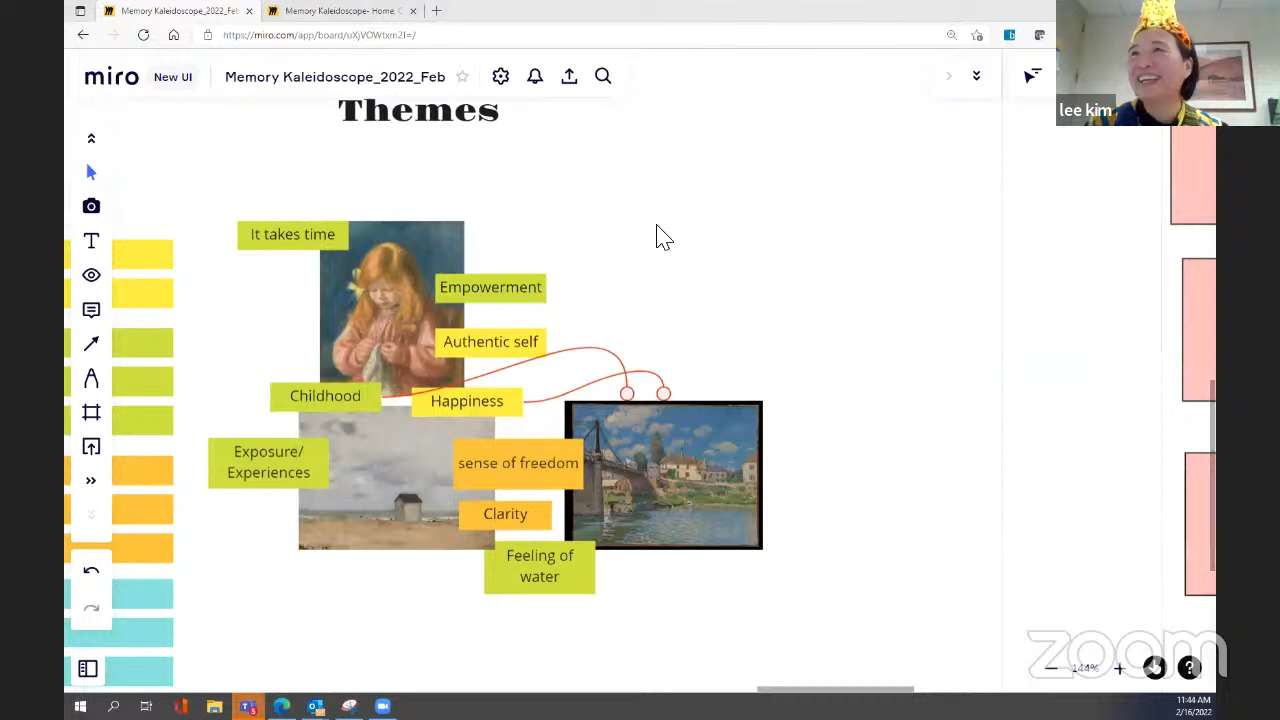 Memory Kaleidoscope_2022_Feb
Memory Kaleidoscope- Home, C
https://miro.com/app/board/uXjVOWtxm2I=/
miro
New UI
Memory Kaleidoscope_2022_Feb
lee kim
Themes
It takes time
Empowerment
Authentic self
Childhood
Happiness
Exposure/
Experiences
sense of freedom
Clarity
Feeling of
water
zoom
144%
11:44 AM
2/16/2022